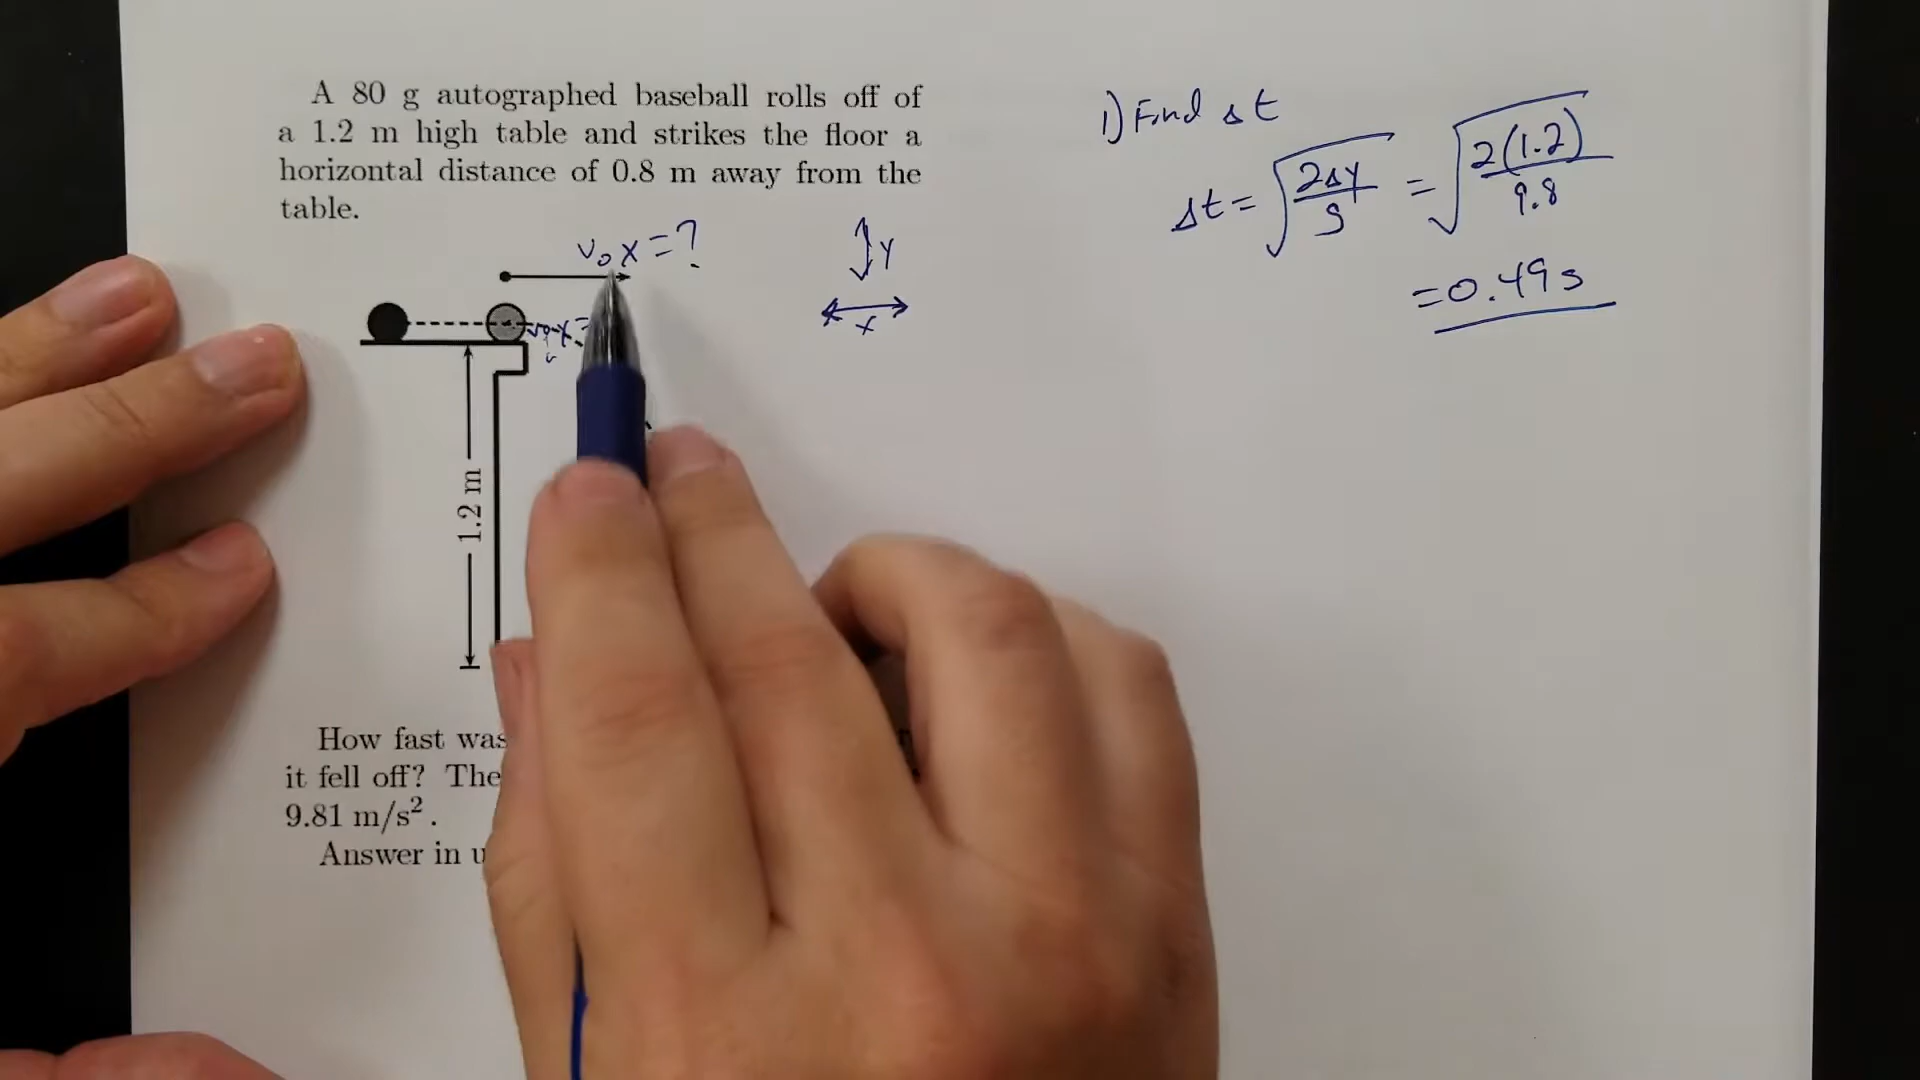 A 80 g autographed baseball rolls off of
a 1.2 m high table and strikes the floor a
horizontal distance of 0.8 m away from the
table.
v₀x=?
y
x
v₀x=
1.2 m
How fast was
it fell off? The
9.81 m/s².
Answer in u
1) Find Δt
Δt = √(2Δy/g) = √(2(1.2)/9.8)
=0.49s